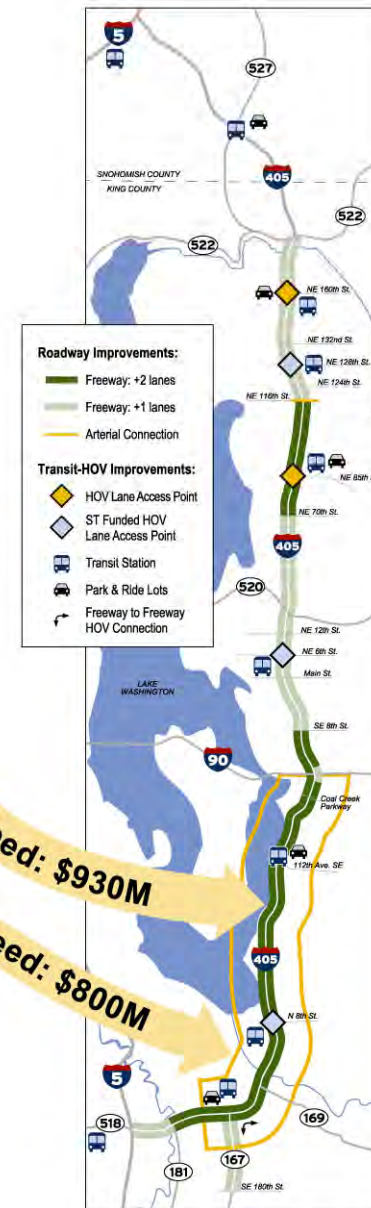 5
527
SNOHOMISH COUNTY
KING COUNTY
405
522
522
NE 160th St.
NE 132nd St.
NE 128th St.
NE 124th St.
NE 116th St.
NE 85th St.
NE 70th St.
405
520
NE 12th St.
NE 6th St.
Main St.
LAKE
WASHINGTON
SE 8th St.
90
Coal Creek
Parkway
112th Ave. SE
405
N 8th St.
5
518
181
167
169
SE 180th St.
Roadway Improvements:
Freeway: +2 lanes
Freeway: +1 lanes
Arterial Connection
Transit-HOV Improvements:
HOV Lane Access Point
ST Funded HOV
Lane Access Point
Transit Station
Park & Ride Lots
Freeway to Freeway
HOV Connection
$930M
$800M